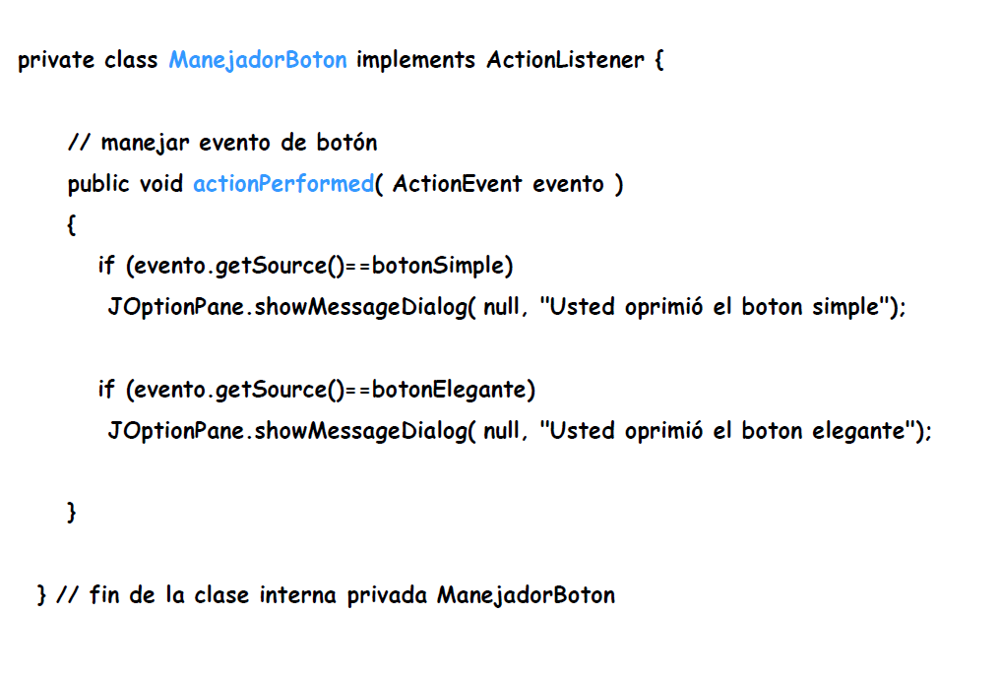 private class ManejadorBoton implements ActionListener {
// manejar evento de botón
public void actionPerformed( ActionEvent evento )
{
if (evento.getSource()==botonSimple)
JOptionPane.showMessageDialog( null, "Usted oprimió el boton simple");
if (evento.getSource()==botonElegante)
JOptionPane.showMessageDialog( null, "Usted oprimió el boton elegante");
}
} // fin de la clase interna privada ManejadorBoton